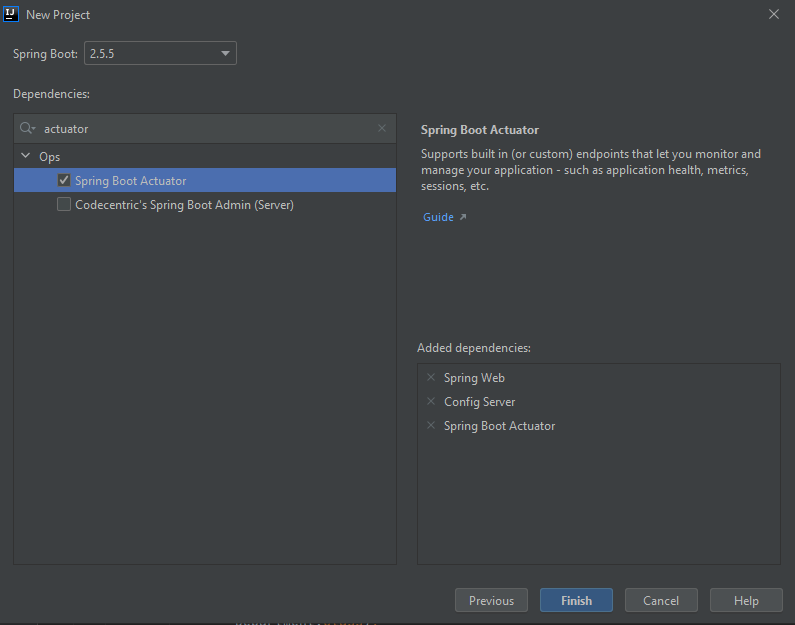 New Project
Spring Boot: 2.5.5
Dependencies:
actuator
Ops
Spring Boot Actuator
Codecentric's Spring Boot Admin (Server)
Spring Boot Actuator
Supports built in (or custom) endpoints that let you monitor and
manage your application - such as application health, metrics,
sessions, etc.
Guide
Added dependencies:
Spring Web
Config Server
Spring Boot Actuator
Previous
Finish
Cancel
Help